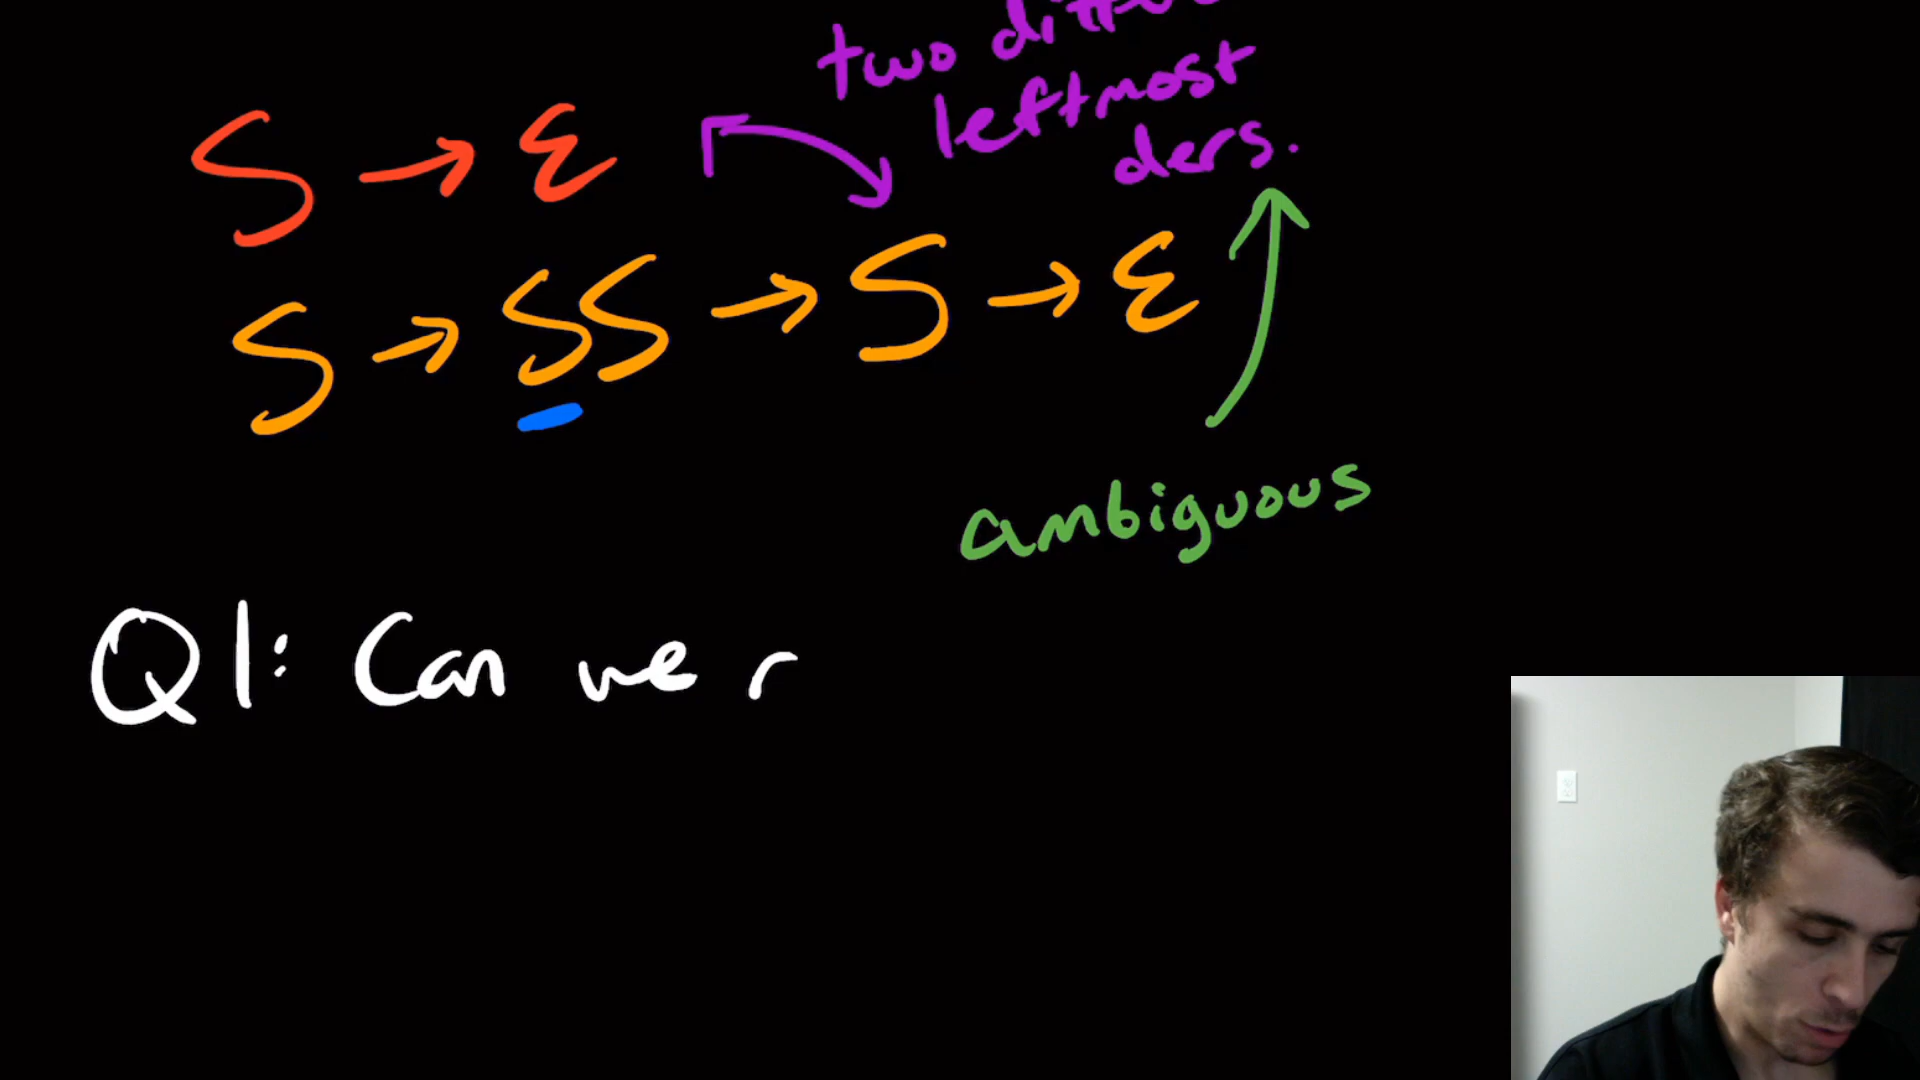 two
leftmost
ders.
S → ε
S → SS → S → ε
ambiguous
Q1: Can we r